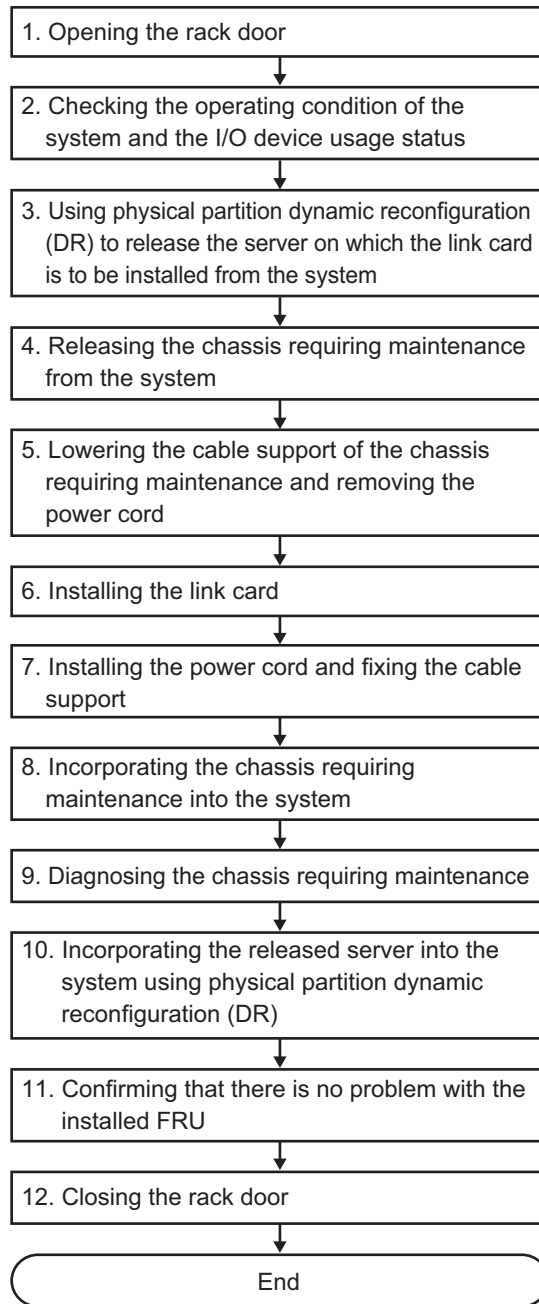 1. Opening the rack door
2. Checking the operating condition of the
system and the I/O device usage status
3. Using physical partition dynamic reconfiguration
(DR) to release the server on which the link card
is to be installed from the system
4. Releasing the chassis requiring maintenance
from the system
5. Lowering the cable support of the chassis
requiring maintenance and removing the
power cord
6. Installing the link card
7. Installing the power cord and fixing the cable
support
8. Incorporating the chassis requiring
maintenance into the system
9. Diagnosing the chassis requiring maintenance
10. Incorporating the released server into the
system using physical partition dynamic
reconfiguration (DR)
11. Confirming that there is no problem with the
installed FRU
12. Closing the rack door
End